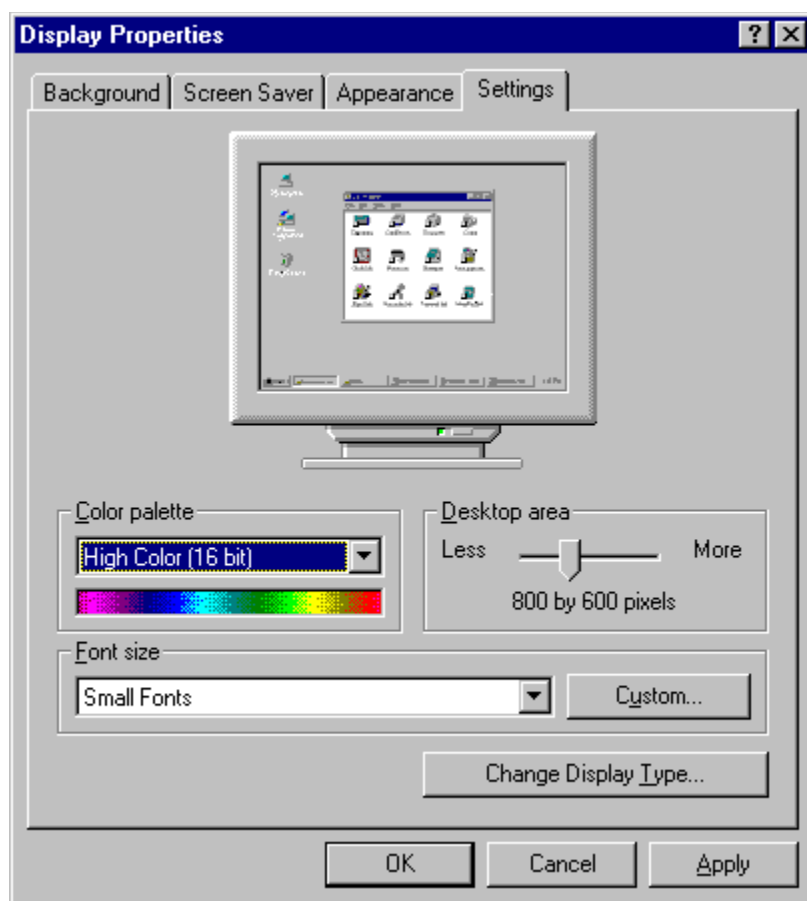 Display Properties
Background Screen Saver Appearance Settings
Color palette
High Color (16 bit)
Desktop area
Less More
800 by 600 pixels
Font size
Small Fonts
Custom...
Change Display Type...
OK Cancel Apply